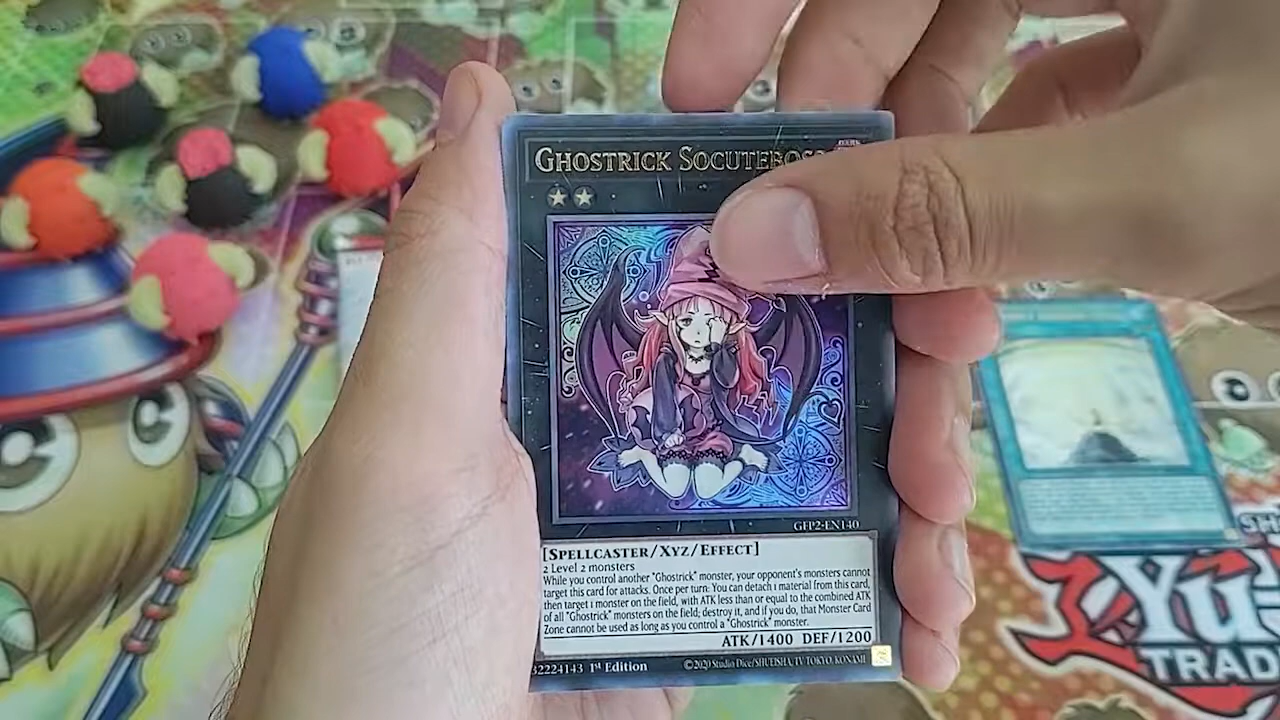 GHOSTRICK SOCUTEBOSS
DARK
GFP2-EN140
[SPELLCASTER/XYZ/EFFECT]
2 Level 2 monsters
While you control another "Ghostrick" monster, your opponent's monsters cannot
target this card for attacks. Once per turn: You can detach 1 material from this card,
then target 1 monster on the field, with ATK less than or equal to the combined ATK
of all "Ghostrick" monsters on the field; destroy it, and if you do, that Monster Card
Zone cannot be used as long as you control a "Ghostrick" monster.
ATK/1400 DEF/1200
32224143 1st Edition
©2020 Studio Dice/SHUEISHA, TV TOKYO, KONAMI
SH
Yu-
TRAD